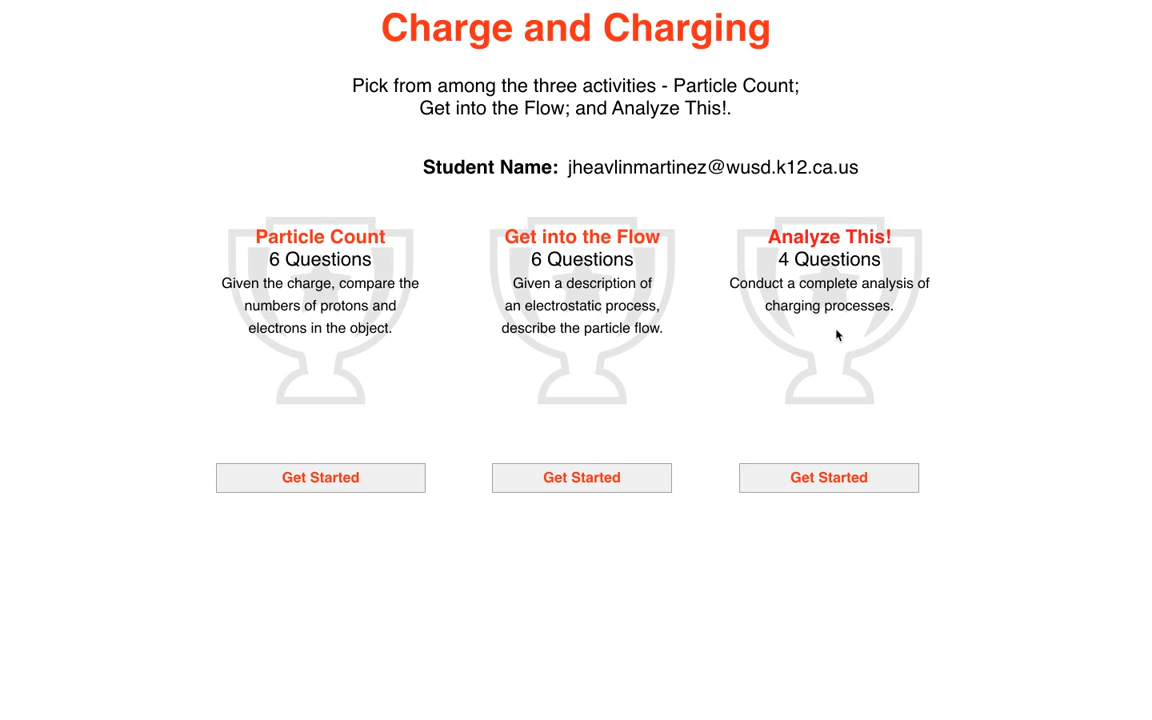 Charge and Charging
Pick from among the three activities - Particle Count;
Get into the Flow; and Analyze This!.
Student Name: jheavlinmartinez@wusd.k12.ca.us
Particle Count
6 Questions
Given the charge, compare the
numbers of protons and
electrons in the object.
Get Started
Get into the Flow
6 Questions
Given a description of
an electrostatic process,
describe the particle flow.
Get Started
Analyze This!
4 Questions
Conduct a complete analysis of
charging processes.
Get Started